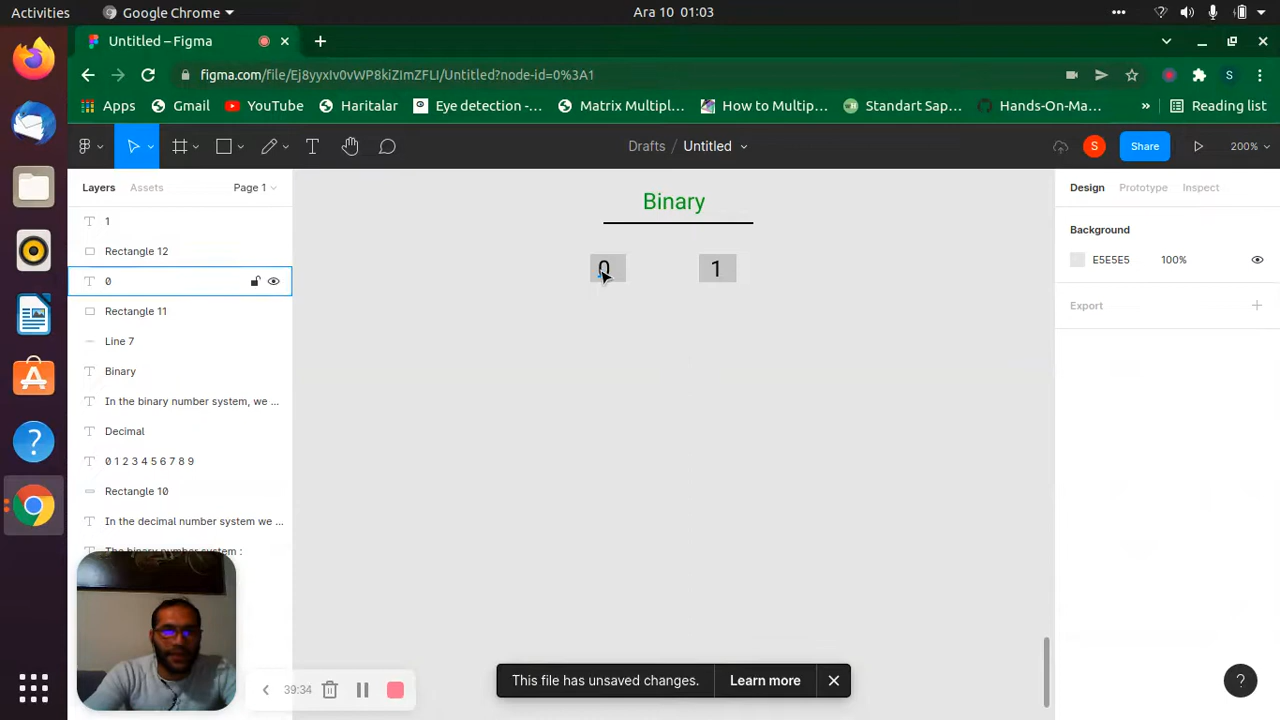 Activities
Google Chrome
Ara 10 01:03
Untitled – Figma
figma.com/file/Ej8yyxIv0vWP8kiZImZFLI/Untitled?node-id=0%3A1
S
Apps
Gmail
YouTube
Haritalar
Eye detection -...
Matrix Multipl...
How to Multip...
Standart Sap...
Hands-On-Ma...
»
Reading list
Drafts / Untitled
S
Share
200%
Layers
Assets
Page 1
Design
Prototype
Inspect
1
Rectangle 12
0
Rectangle 11
Line 7
Binary
In the binary number system, we ...
Decimal
0 1 2 3 4 5 6 7 8 9
Rectangle 10
In the decimal number system we ...
The binary number system :
Binary
0 1
Background
E5E5E5 100%
Export
39:34
This file has unsaved changes.
Learn more
?